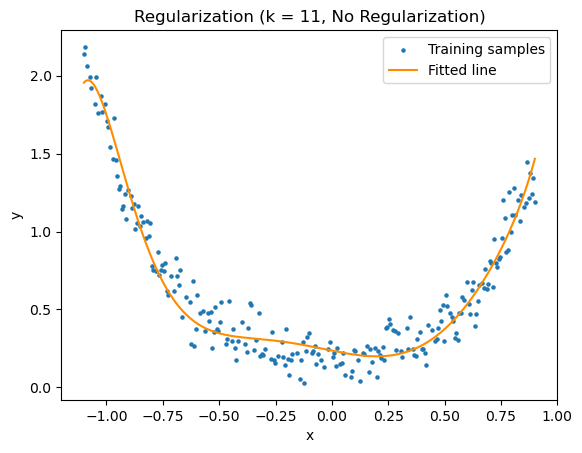 Regularization (k = 11, No Regularization)
Training samples
Fitted line
y
2.0
1.5
1.0
0.5
0.0
−1.00 −0.75 −0.50 −0.25 0.00 0.25 0.50 0.75 1.00
x